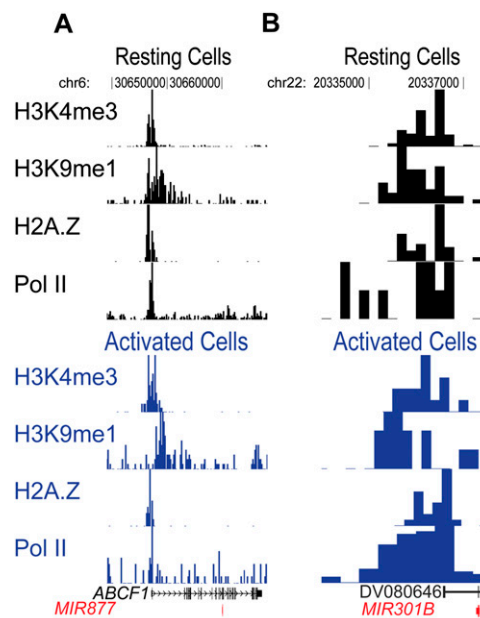 A
B
Resting Cells
Resting Cells
chr6: |30650000|30660000|
chr22: 20335000| 20337000|
H3K4me3
H3K9me1
H2A.Z
Pol II
Activated Cells
Activated Cells
H3K4me3
H3K9me1
H2A.Z
Pol II
ABCF1
DV080646
MIR877
MIR301B